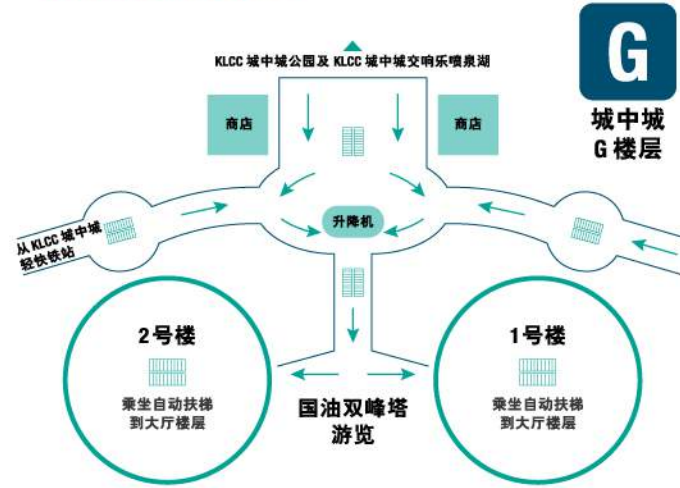 KLCC 城中城公园及 KLCC 城中城交响乐喷泉湖
G
城中城
G 楼层
商店
商店
升降机
从 KLCC 城中城
轻快铁站
2号楼
乘坐自动扶梯
到大厅楼层
1号楼
乘坐自动扶梯
到大厅楼层
国油双峰塔
游览